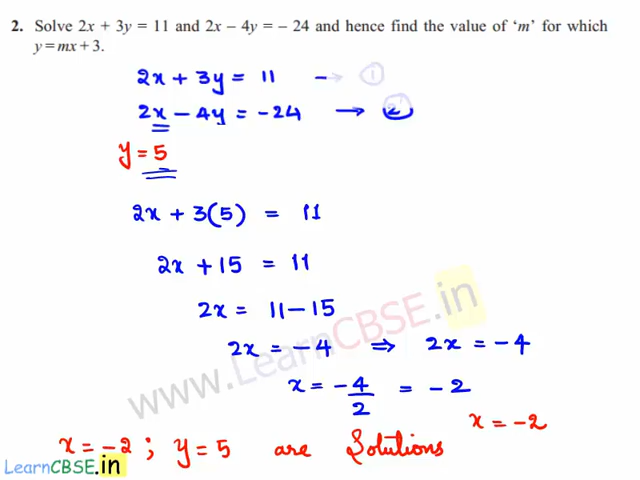 2. Solve 2x + 3y = 11 and 2x − 4y = − 24 and hence find the value of ‘m’ for which
y = mx + 3.
2x + 3y = 11 → ①
2x − 4y = −24 → ②
y = 5
2x + 3(5) = 11
2x + 15 = 11
2x = 11 − 15
2x = −4 ⇒ 2x = −4
x = −4/2 = −2
x = −2
x = −2 ; y = 5 are Solutions
www.LearnCBSE.in
LearnCBSE.in